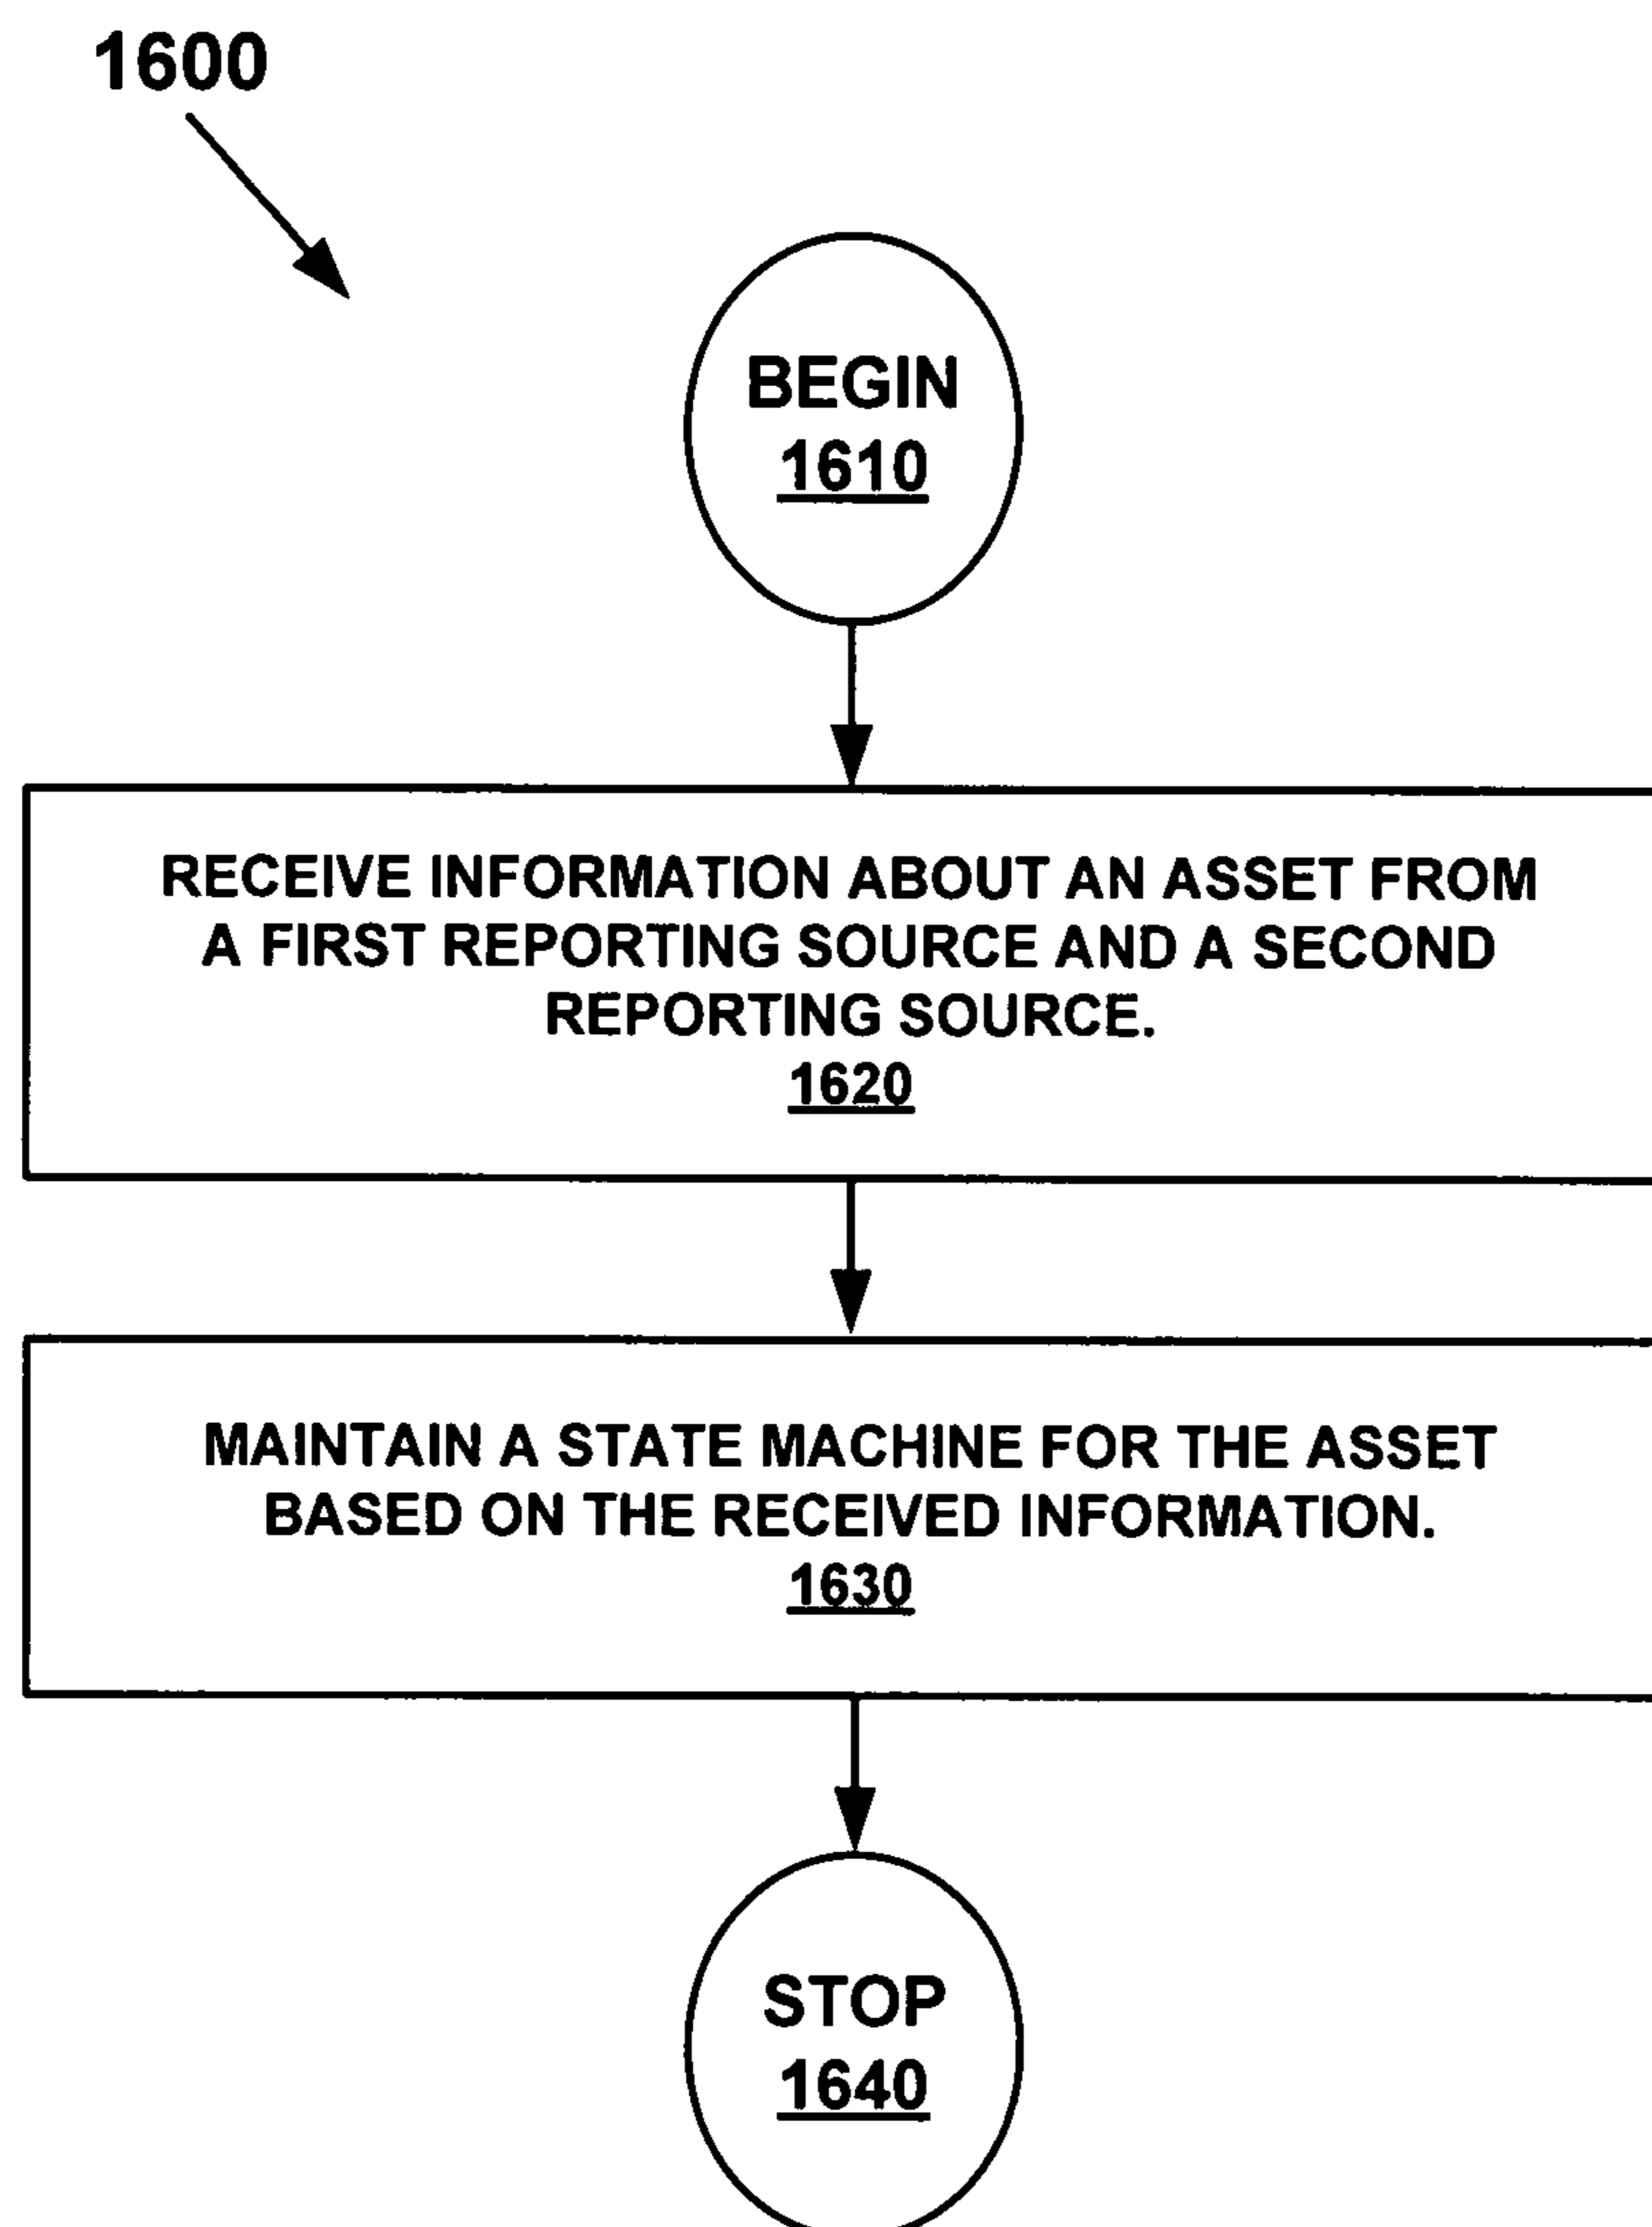 1600
BEGIN
1610
RECEIVE INFORMATION ABOUT AN ASSET FROM
A FIRST REPORTING SOURCE AND A SECOND
REPORTING SOURCE.
1620
MAINTAIN A STATE MACHINE FOR THE ASSET
BASED ON THE RECEIVED INFORMATION.
1630
STOP
1640